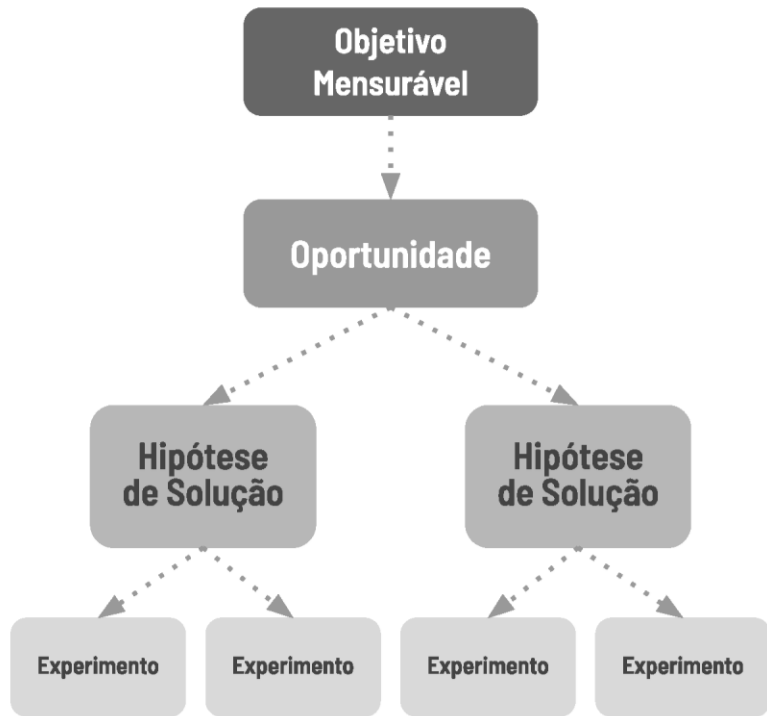 Objetivo
Mensurável
Oportunidade
Hipótese
de Solução
Hipótese
de Solução
Experimento
Experimento
Experimento
Experimento